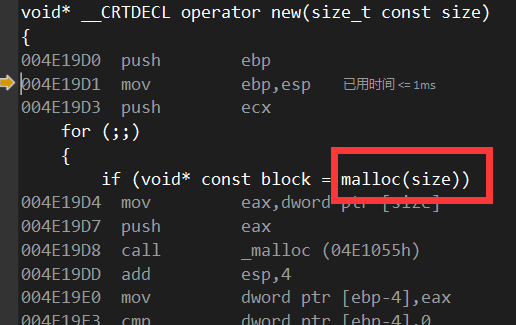 void* __CRTDECL operator new(size_t const size)
{
004E19D0 push ebp
004E19D1 mov ebp,esp 已用时间 <= 1ms
004E19D3 push ecx
for (;;)
{
if (void* const block = malloc(size))
004E19D4 mov eax,dword ptr [size]
004E19D7 push eax
004E19D8 call _malloc (04E1055h)
004E19DD add esp,4
004E19E0 mov dword ptr [ebp-4],eax
004E19E3 cmp dword ptr [ebp-4],0